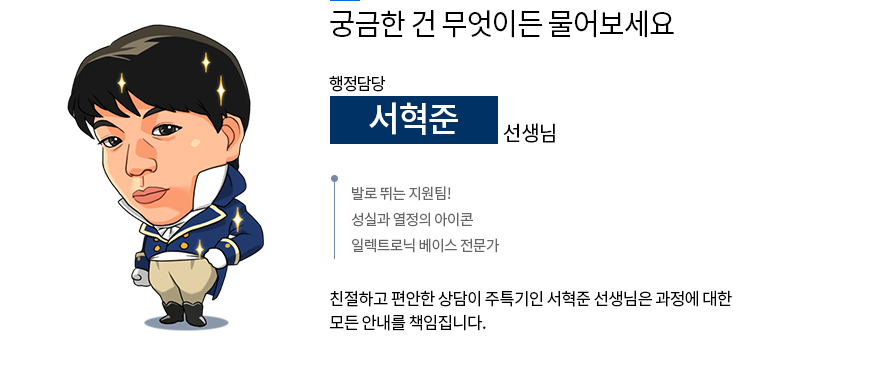 궁금한 건 무엇이든 물어보세요
행정담당
서혁준 선생님
발로 뛰는 지원팀!
성실과 열정의 아이콘
일렉트로닉 베이스 전문가
친절하고 편안한 상담이 주특기인 서혁준 선생님은 과정에 대한
모든 안내를 책임집니다.